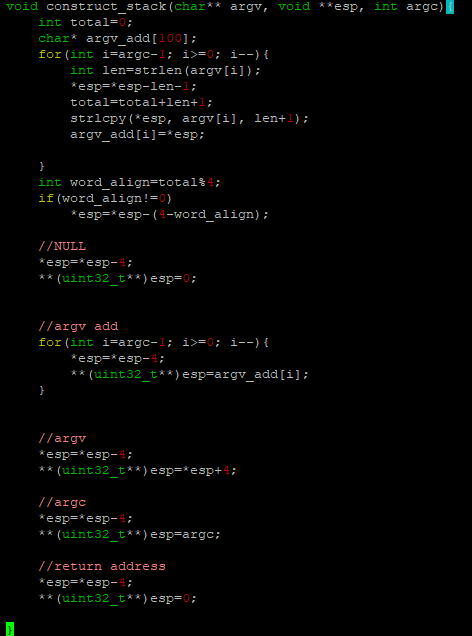 void construct_stack(char** argv, void **esp, int argc){
    int total=0;
    char* argv_add[100];
    for(int i=argc-1; i>=0; i--){
        int len=strlen(argv[i]);
        *esp=*esp-len-1;
        total=total+len+1;
        strlcpy(*esp, argv[i], len+1);
        argv_add[i]=*esp;

    }
    int word_align=total%4;
    if(word_align!=0)
        *esp=*esp-(4-word_align);

    //NULL
    *esp=*esp-4;
    **(uint32_t**)esp=0;


    //argv add
    for(int i=argc-1; i>=0; i--){
        *esp=*esp-4;
        **(uint32_t**)esp=argv_add[i];
    }


    //argv
    *esp=*esp-4;
    **(uint32_t**)esp=*esp+4;

    //argc
    *esp=*esp-4;
    **(uint32_t**)esp=argc;

    //return address
    *esp=*esp-4;
    **(uint32_t**)esp=0;

}